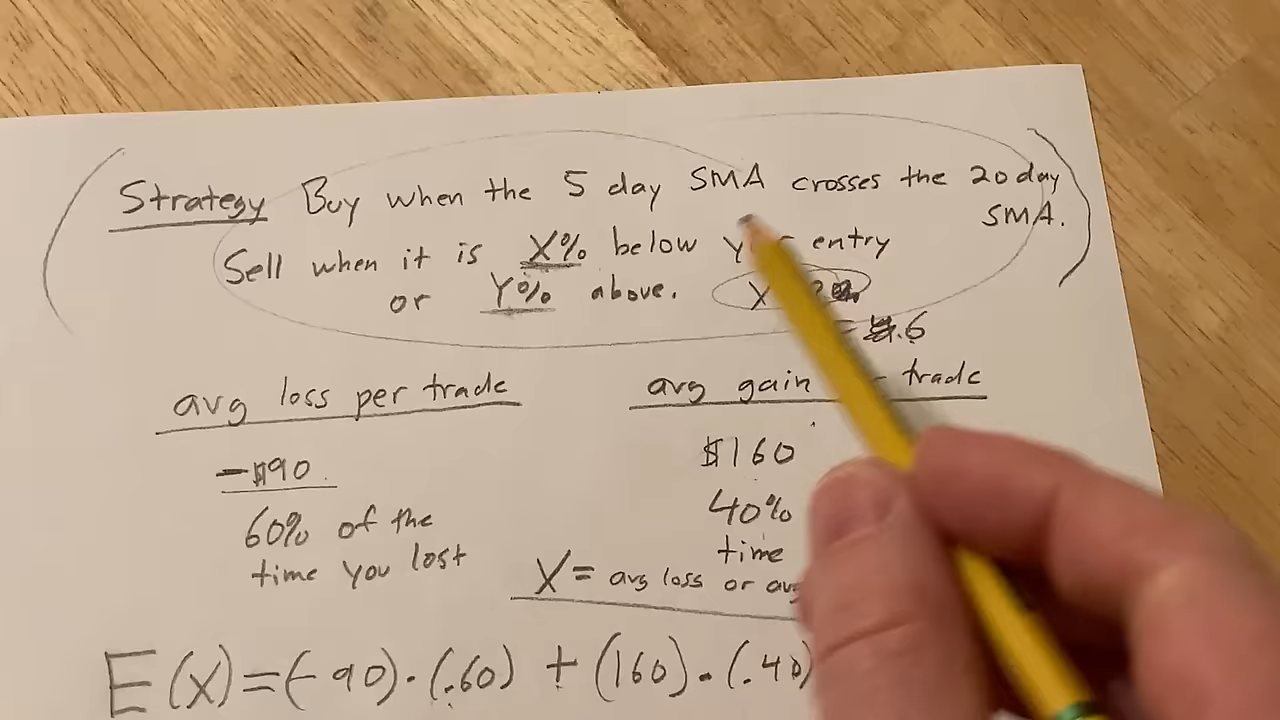 Strategy Buy when the 5 day SMA crosses the 20 day
SMA.
Sell when it is X% below entry
or Y% above. X
.6
avg loss per trade
avg gain trade
-$90
60% of the
time you lost
$160
40%
time
X = avg loss or
E(X)=(-90)·(.60) + (160)·(.40)